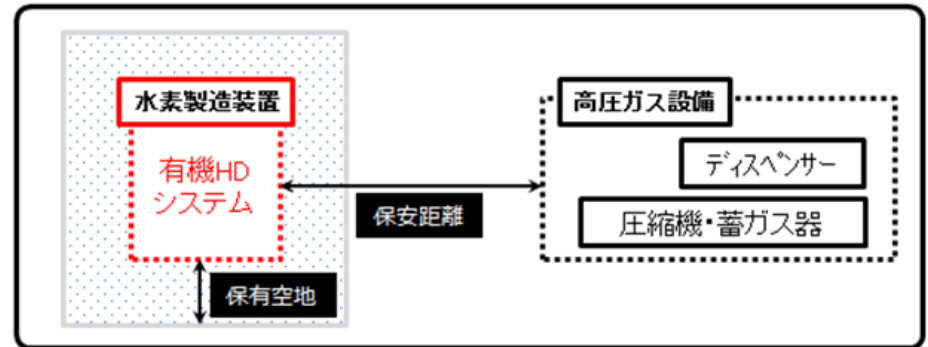 水素製造装置
有機HD
システム
保安距離
保有空地
高圧ガス設備
ディスペンサー
圧縮機・蓄ガス器